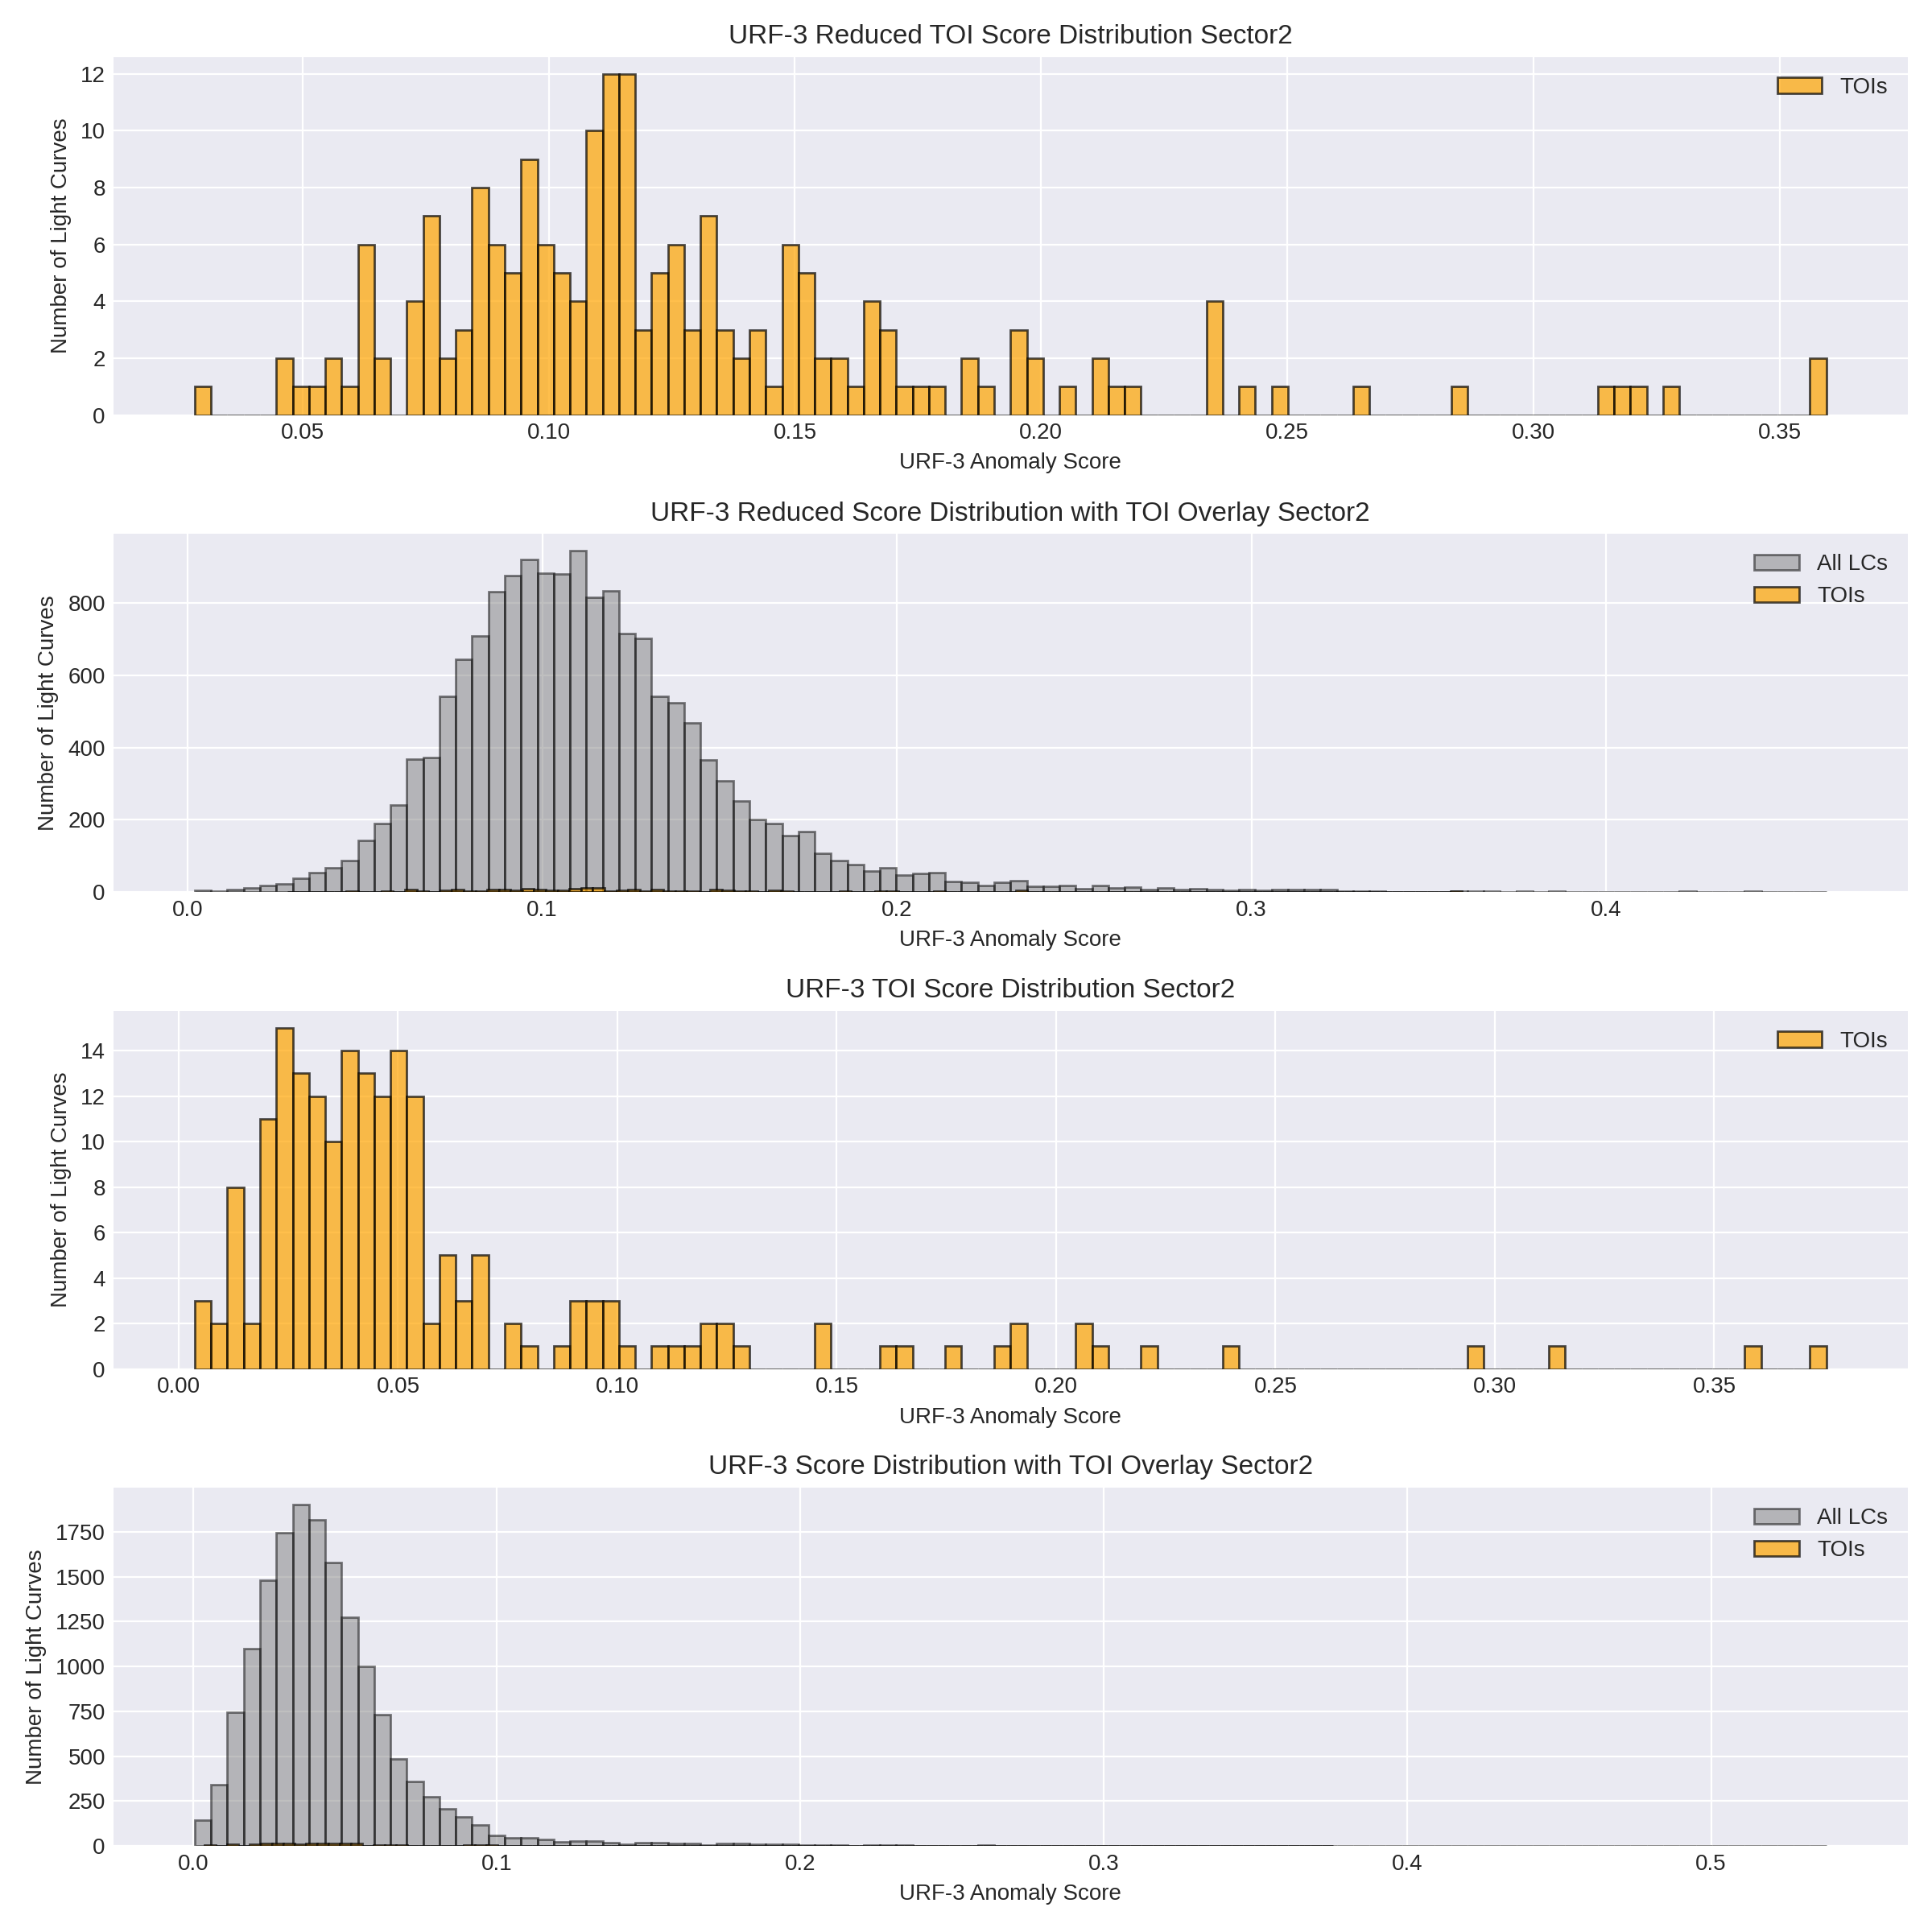 URF-3 Reduced TOI Score Distribution Sector2
TOIs
Number of Light Curves
12
10
8
6
4
2
0
0.05 0.10 0.15 0.20 0.25 0.30 0.35
URF-3 Anomaly Score
URF-3 Reduced Score Distribution with TOI Overlay Sector2
All LCs
TOIs
Number of Light Curves
800
600
400
200
0
0.0 0.1 0.2 0.3 0.4
URF-3 Anomaly Score
URF-3 TOI Score Distribution Sector2
TOIs
Number of Light Curves
14
12
10
8
6
4
2
0
0.00 0.05 0.10 0.15 0.20 0.25 0.30 0.35
URF-3 Anomaly Score
URF-3 Score Distribution with TOI Overlay Sector2
All LCs
TOIs
Number of Light Curves
1750
1500
1250
1000
750
500
250
0
0.0 0.1 0.2 0.3 0.4 0.5
URF-3 Anomaly Score